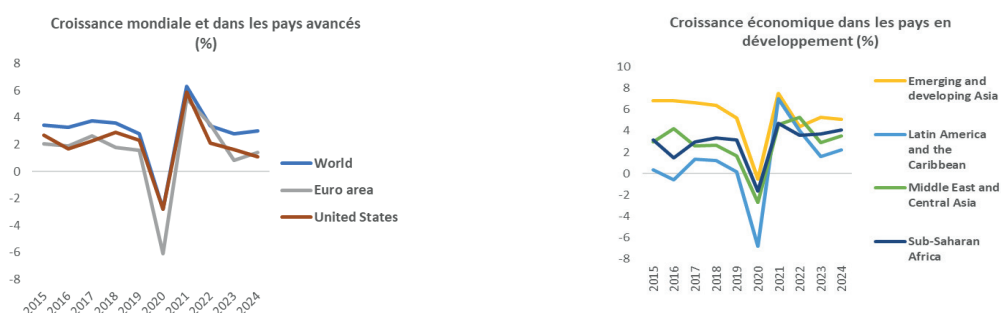 Croissance mondiale et dans les pays avancés
(%)
8
6
4
2
0
-2
-4
-6
-8
2015
2016
2017
2018
2019
2020
2021
2022
2023
2024
World
Euro area
United States
Croissance économique dans les pays en
développement (%)
10
8
6
4
2
0
-2
-4
-6
-8
2015
2016
2017
2018
2019
2020
2021
2022
2023
2024
Emerging and
developing Asia
Latin America
and the
Caribbean
Middle East and
Central Asia
Sub-Saharan
Africa